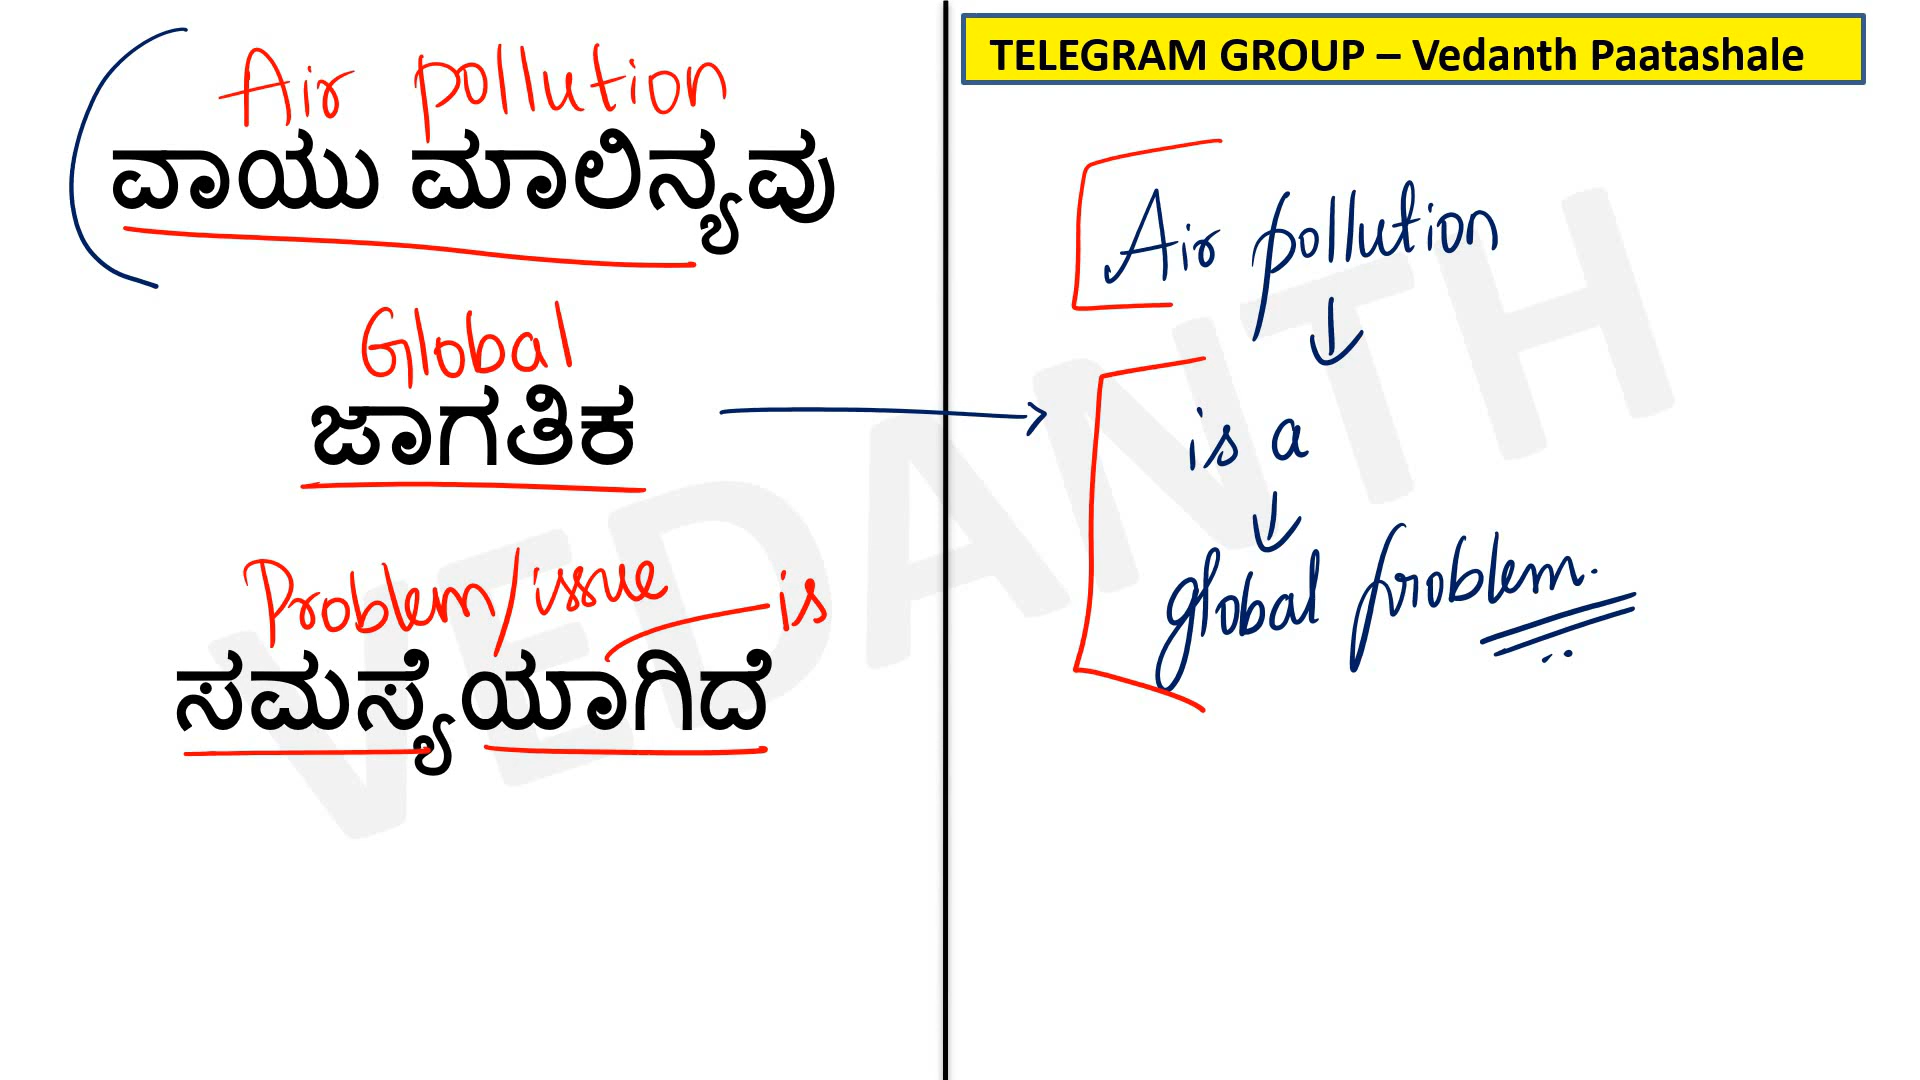 Air pollution
ವಾಯು ಮಾಲಿನ್ಯವು
Global
ಜಾಗತಿಕ
Problem/issue is
ಸಮಸ್ಯೆಯಾಗಿದೆ
TELEGRAM GROUP – Vedanth Paatashale
Air pollution
is a
global problem.
VEDANTH